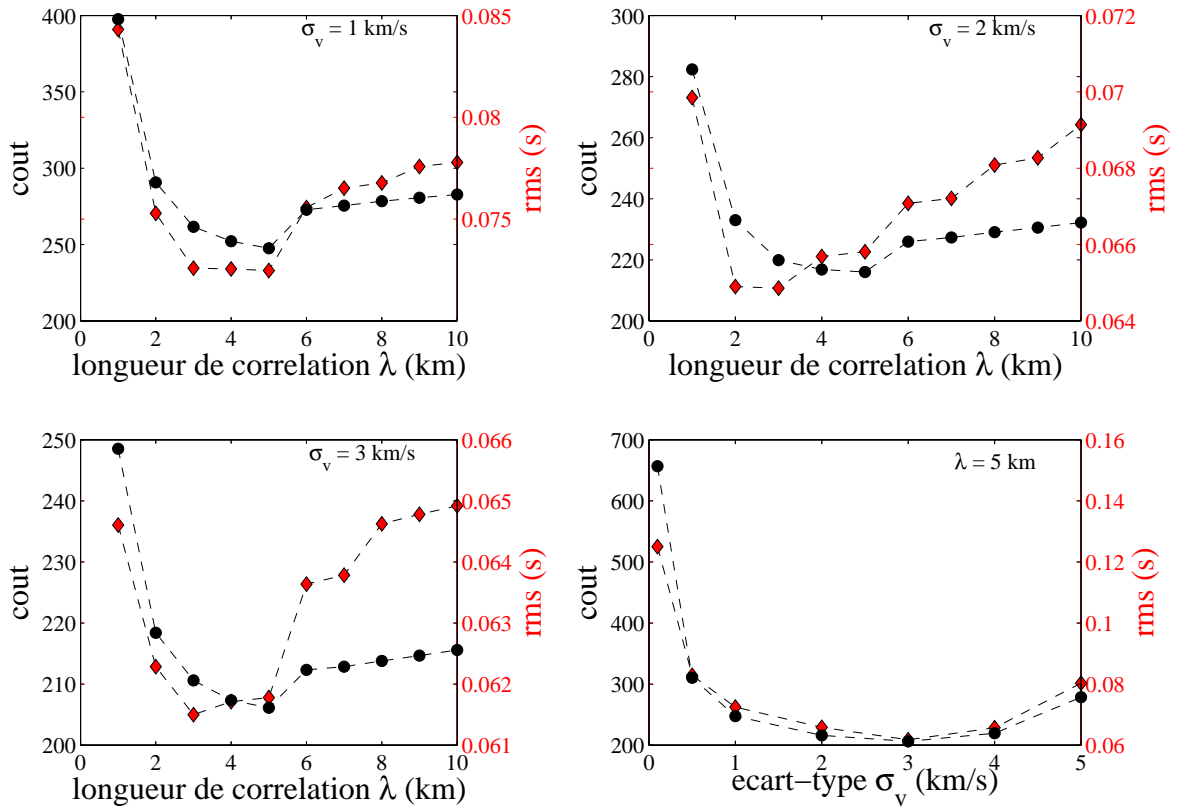 400
350
300
250
200
cout
σv = 1 km/s
0.085
0.08
0.075
rms (s)
0 2 4 6 8 10
longueur de correlation λ (km)
300
280
260
240
220
200
cout
σv = 2 km/s
0.072
0.07
0.068
0.066
0.064
rms (s)
0 2 4 6 8 10
longueur de correlation λ (km)
250
240
230
220
210
200
cout
σv = 3 km/s
0.066
0.065
0.064
0.063
0.062
0.061
rms (s)
0 2 4 6 8 10
longueur de correlation λ (km)
700
600
500
400
300
200
cout
λ = 5 km
0.16
0.14
0.12
0.1
0.08
0.06
rms (s)
0 1 2 3 4 5
ecart−type σv (km/s)